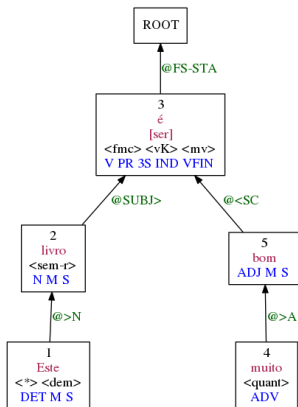 ROOT
@FS-STA
3
é
[ser]
<fmc> <vK> <mv>
V PR 3S IND VFIN
@SUBJ>
@<SC
2
livro
<sem-r>
N M S
5
bom
ADJ M S
@>N
@>A
1
Este
<*> <dem>
DET M S
4
muito
<quant>
ADV